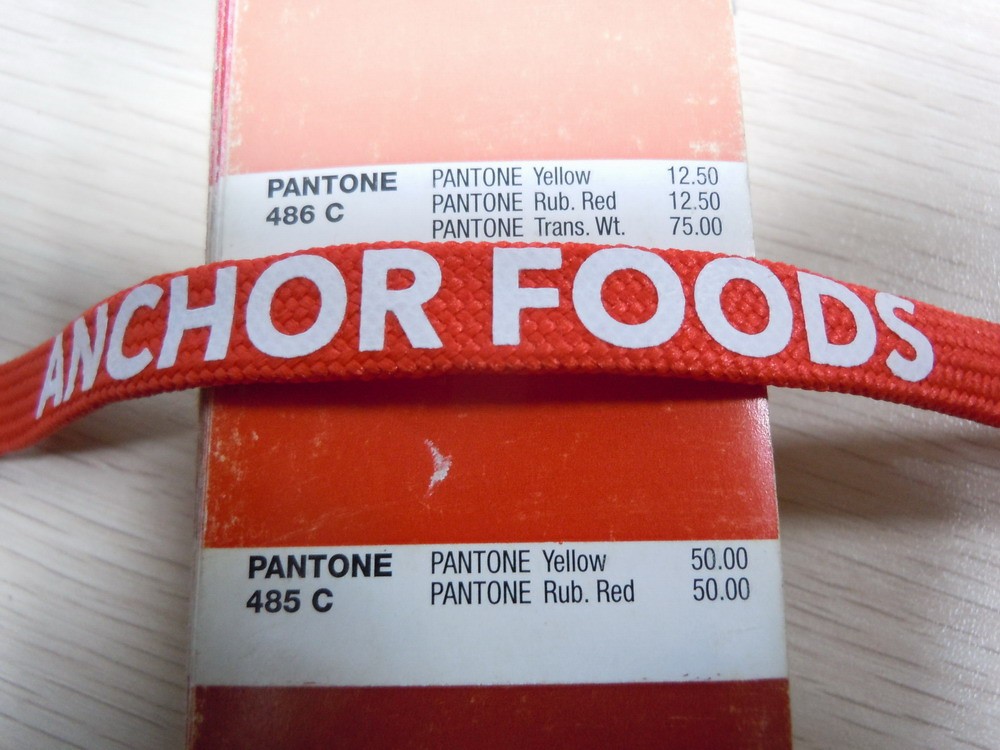 PANTONE 486 C
PANTONE Yellow 12.50
PANTONE Rub. Red 12.50
PANTONE Trans. Wt. 75.00
ANCHOR FOODS
PANTONE 485 C
PANTONE Yellow 50.00
PANTONE Rub. Red 50.00